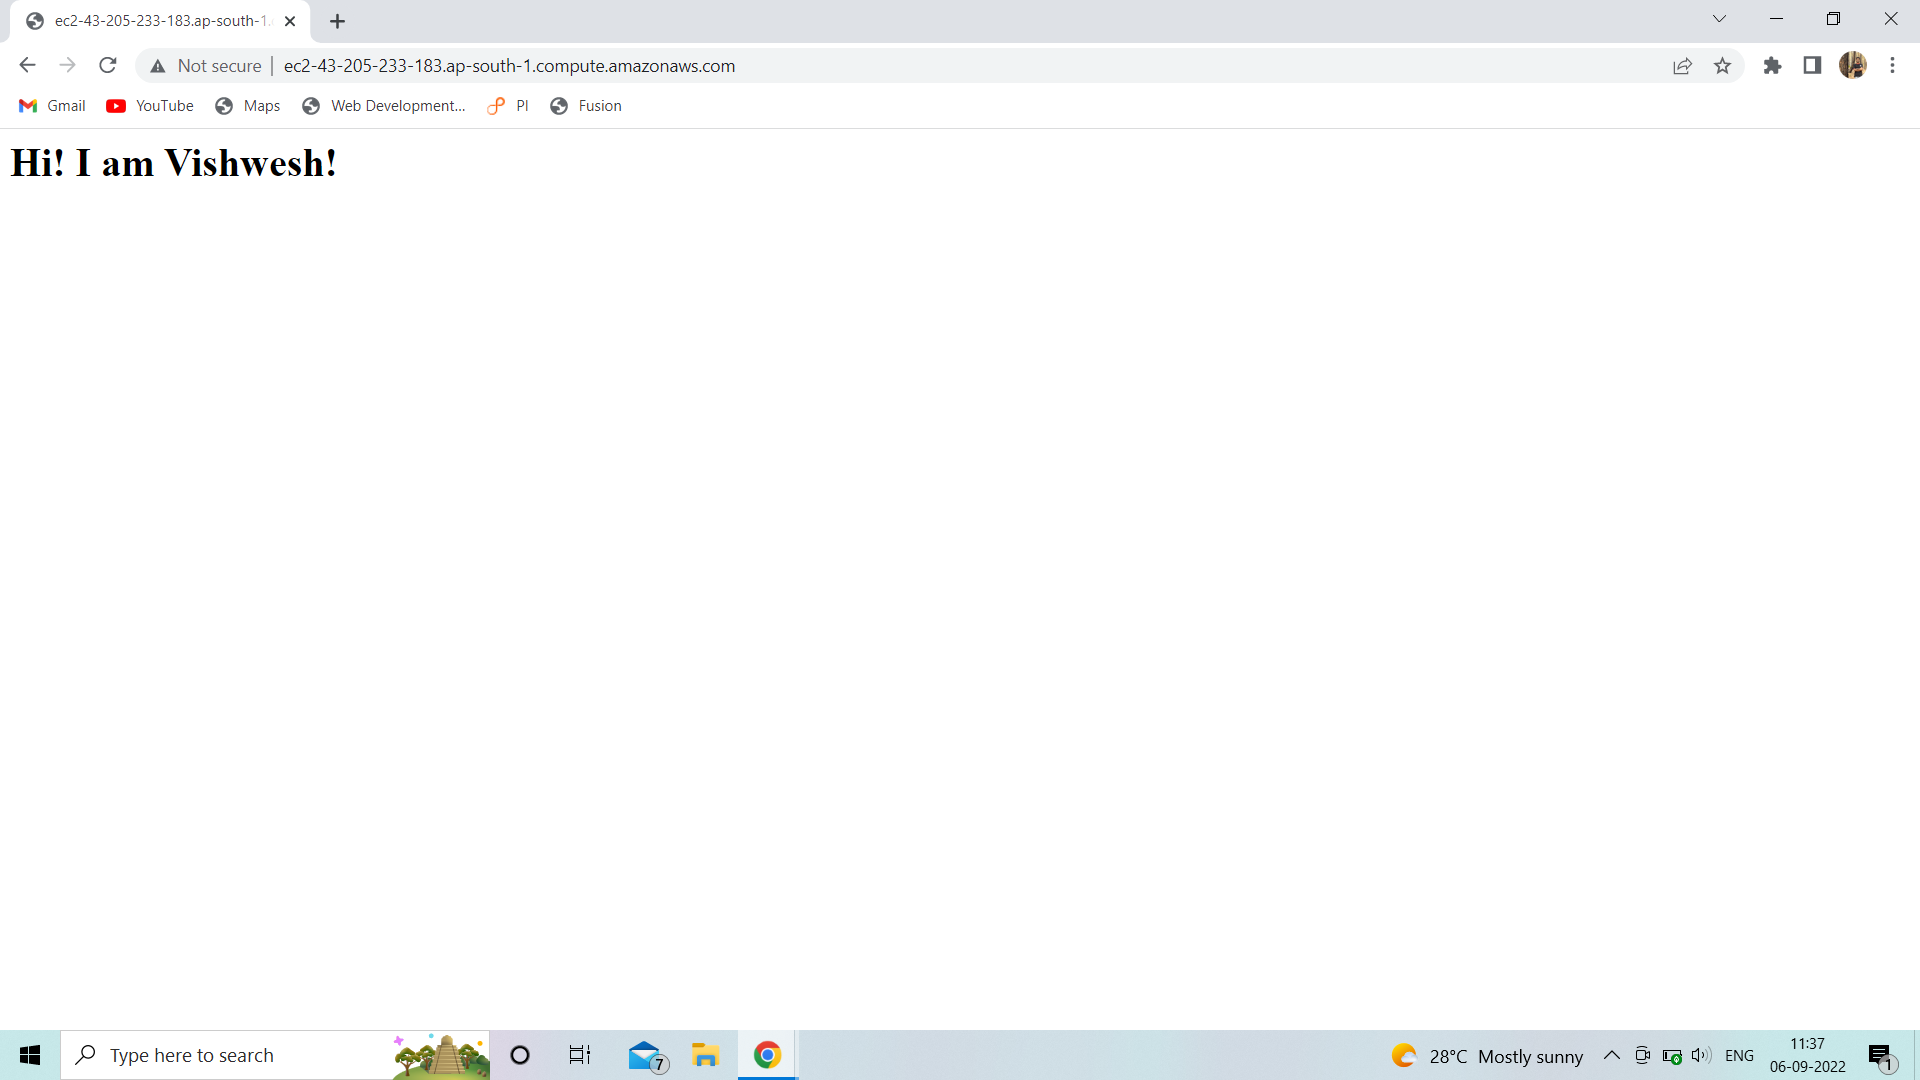 ec2-43-205-233-183.ap-south-1.
Not secure
ec2-43-205-233-183.ap-south-1.compute.amazonaws.com
Gmail YouTube Maps Web Development... PI Fusion
Hi! I am Vishwesh!
Type here to search
7
28°C Mostly sunny
ENG
11:37
06-09-2022
1